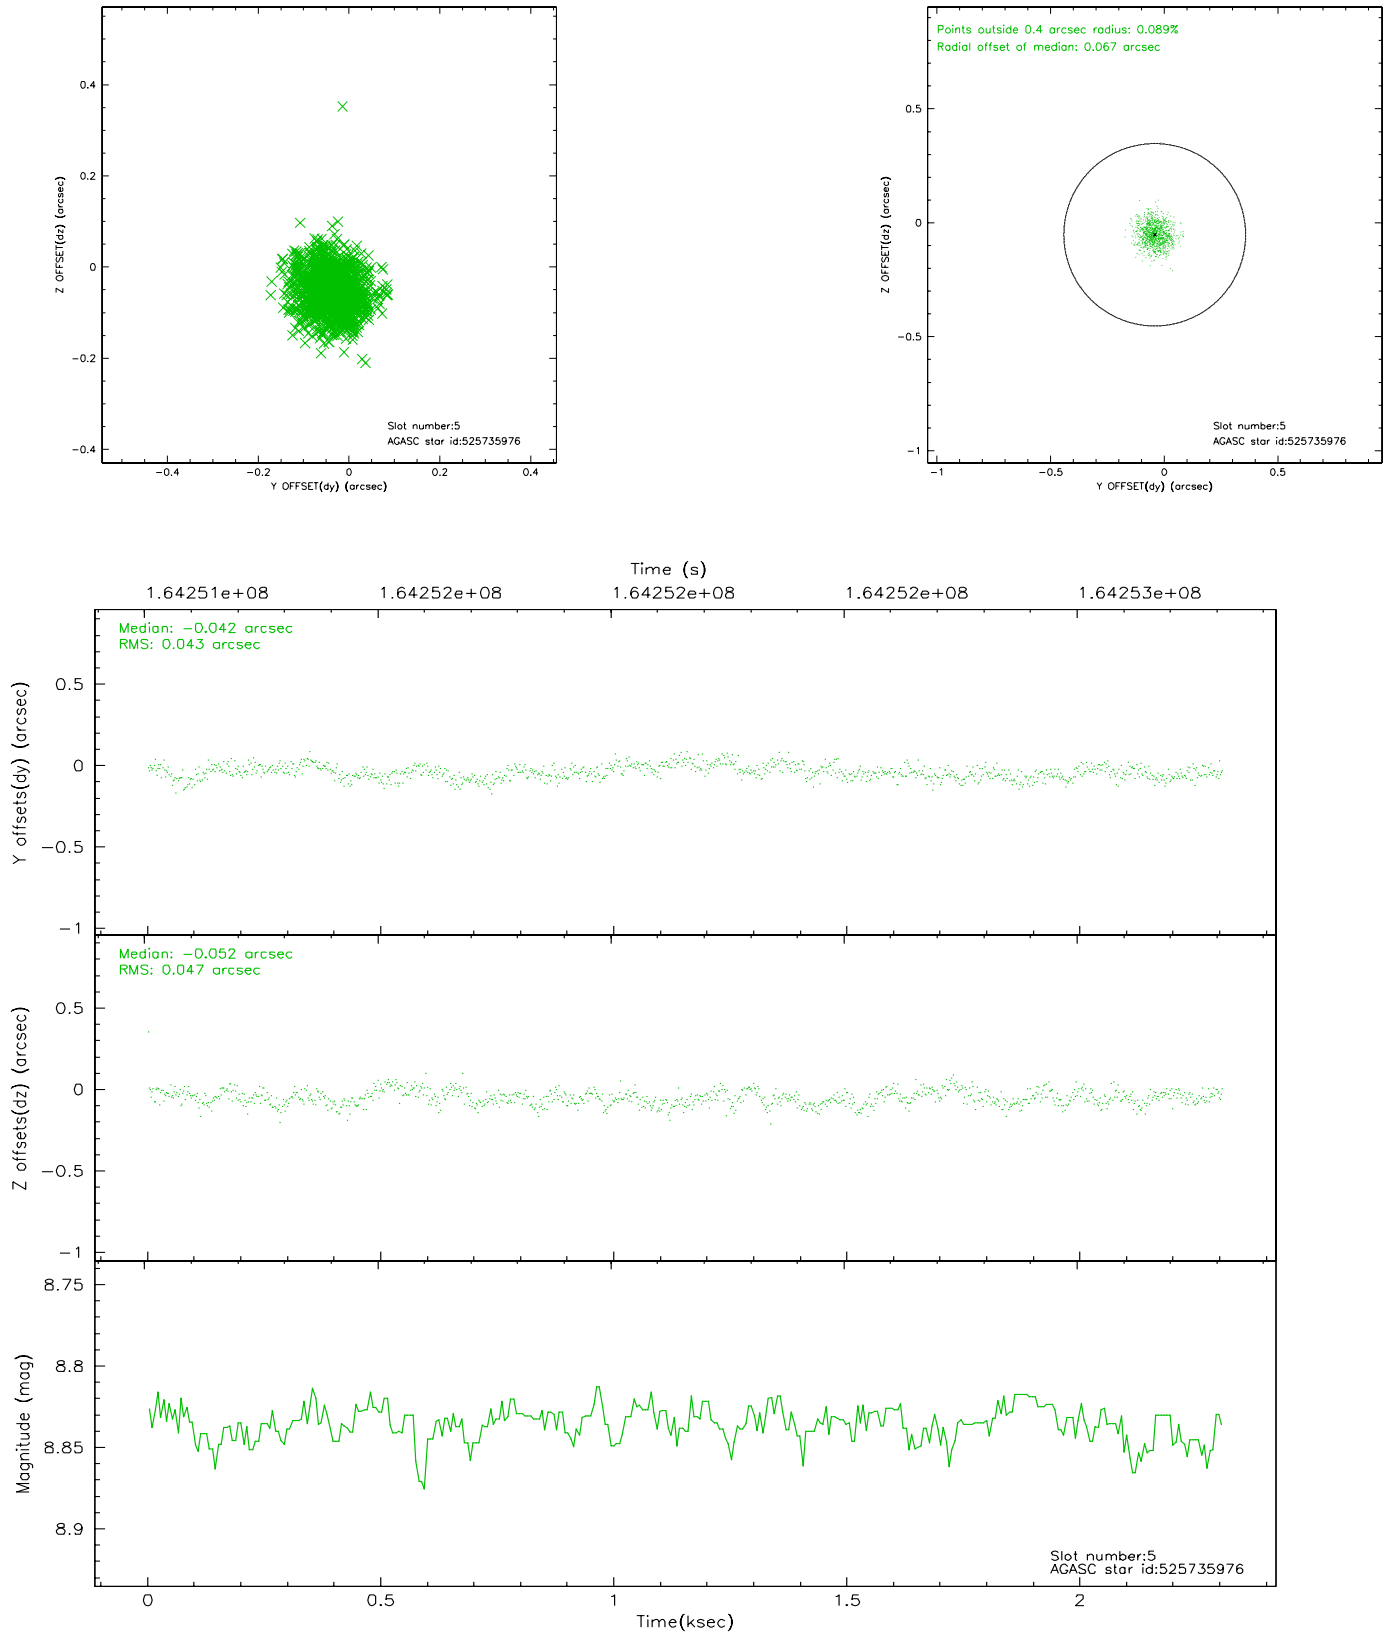 0.4
0.2
0
−0.2
−0.4
Z OFFSET(dz) (arcsec)
−0.4
−0.2
0
0.2
0.4
Y OFFSET(dy) (arcsec)
Slot number:5
AGASC star id:525735976
Points outside 0.4 arcsec radius: 0.089%
Radial offset of median: 0.067 arcsec
0.5
0
−0.5
−1
Z OFFSET(dz) (arcsec)
−1
−0.5
0
0.5
Y OFFSET(dy) (arcsec)
Slot number:5
AGASC star id:525735976
Time (s)
1.64251e+08
1.64252e+08
1.64252e+08
1.64252e+08
1.64253e+08
Median: −0.042 arcsec
RMS: 0.043 arcsec
0.5
0
−0.5
−1
Y offsets(dy) (arcsec)
Median: −0.052 arcsec
RMS: 0.047 arcsec
0.5
0
−0.5
−1
Z offsets(dz) (arcsec)
8.75
8.8
8.85
8.9
Magnitude (mag)
Slot number:5
AGASC star id:525735976
0
0.5
1
1.5
2
Time(ksec)